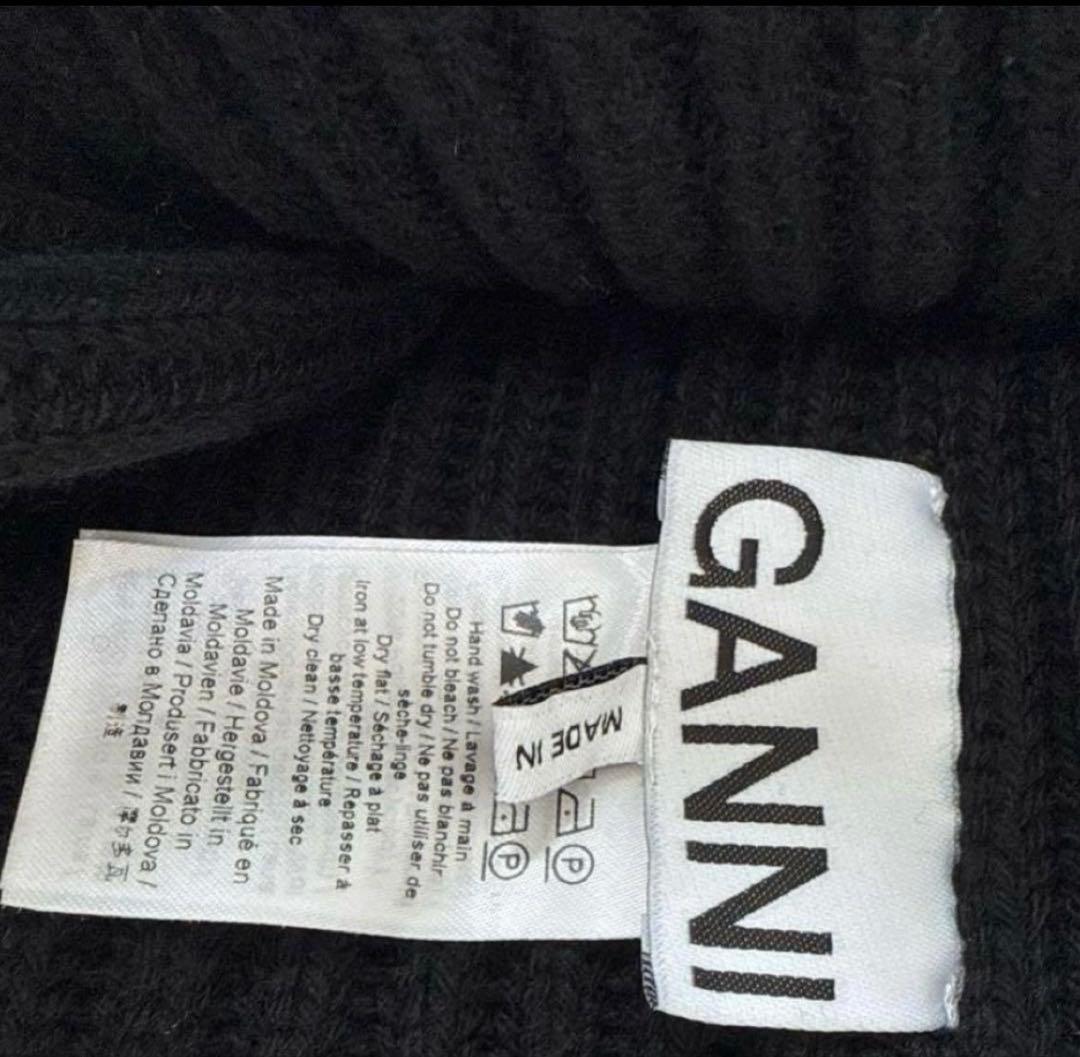 GANNI
MADE IN
P
P
Hand wash / Lavage à main
Do not bleach / Ne pas blanchir
Do not tumble dry / Ne pas utiliser de
sèche-linge
Dry flat / Séchage à plat
Iron at low temperature / Repasser à
basse température
Dry clean / Nettoyage à sec
Made in Moldova / Fabriqué en
Moldavie / Hergestellt in
Moldavien / Fabbricato in
Moldavia / Produsert i Moldova /
Сделано в Молдавии /